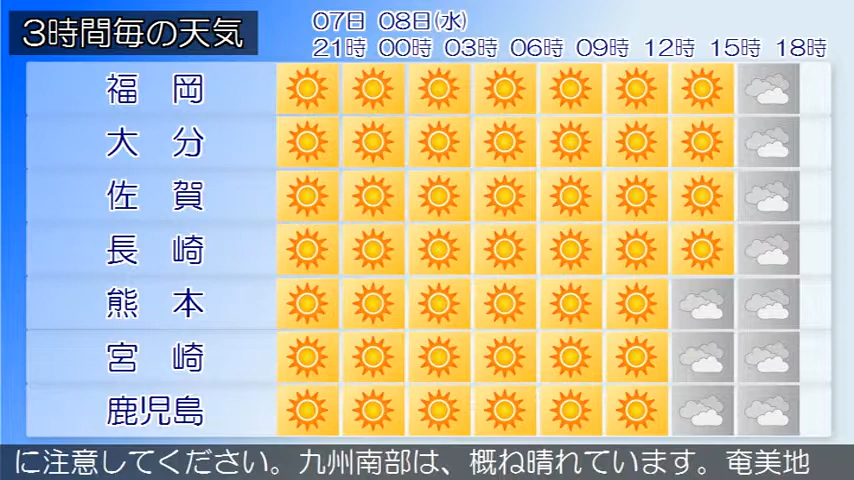 3時間毎の天気
07日 08日(水)
21時 00時 03時 06時 09時 12時 15時 18時
福岡
大分
佐賀
長崎
熊本
宮崎
鹿児島
に注意してください。九州南部は、概ね晴れています。奄美地